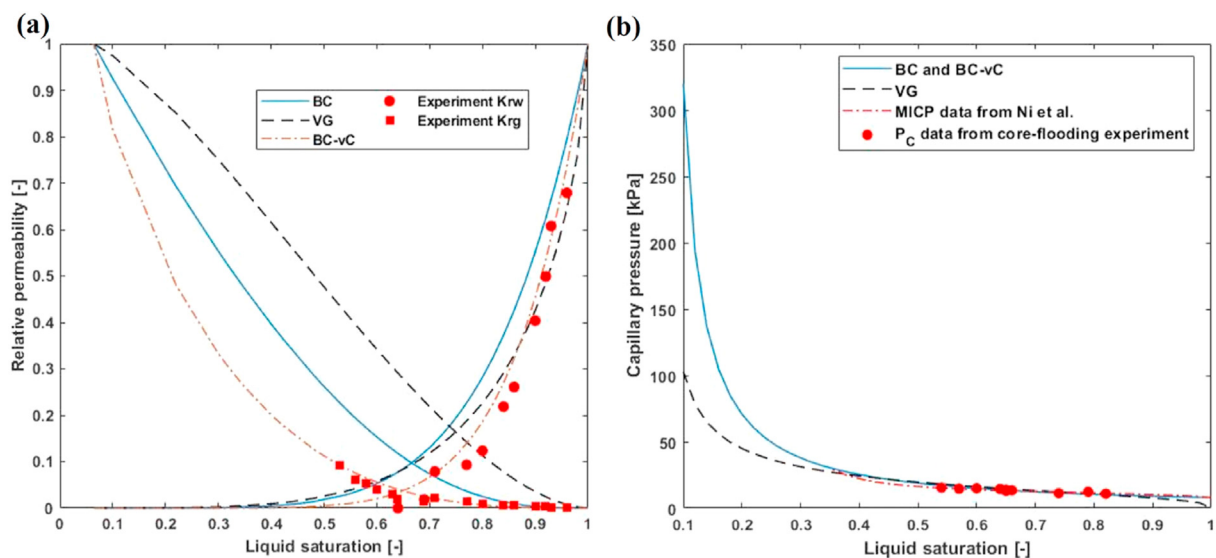 (a)
1
0.9
0.8
0.7
0.6
0.5
0.4
0.3
0.2
0.1
0
Relative permeability [-]
BC
VG
BC-vC
Experiment Krw
Experiment Krg
0 0.1 0.2 0.3 0.4 0.5 0.6 0.7 0.8 0.9 1
Liquid saturation [-]
(b)
350
300
250
200
150
100
50
0
Capillary pressure [kPa]
BC and BC-vC
VG
MICP data from Ni et al.
PC data from core-flooding experiment
0.1 0.2 0.3 0.4 0.5 0.6 0.7 0.8 0.9 1
Liquid saturation [-]